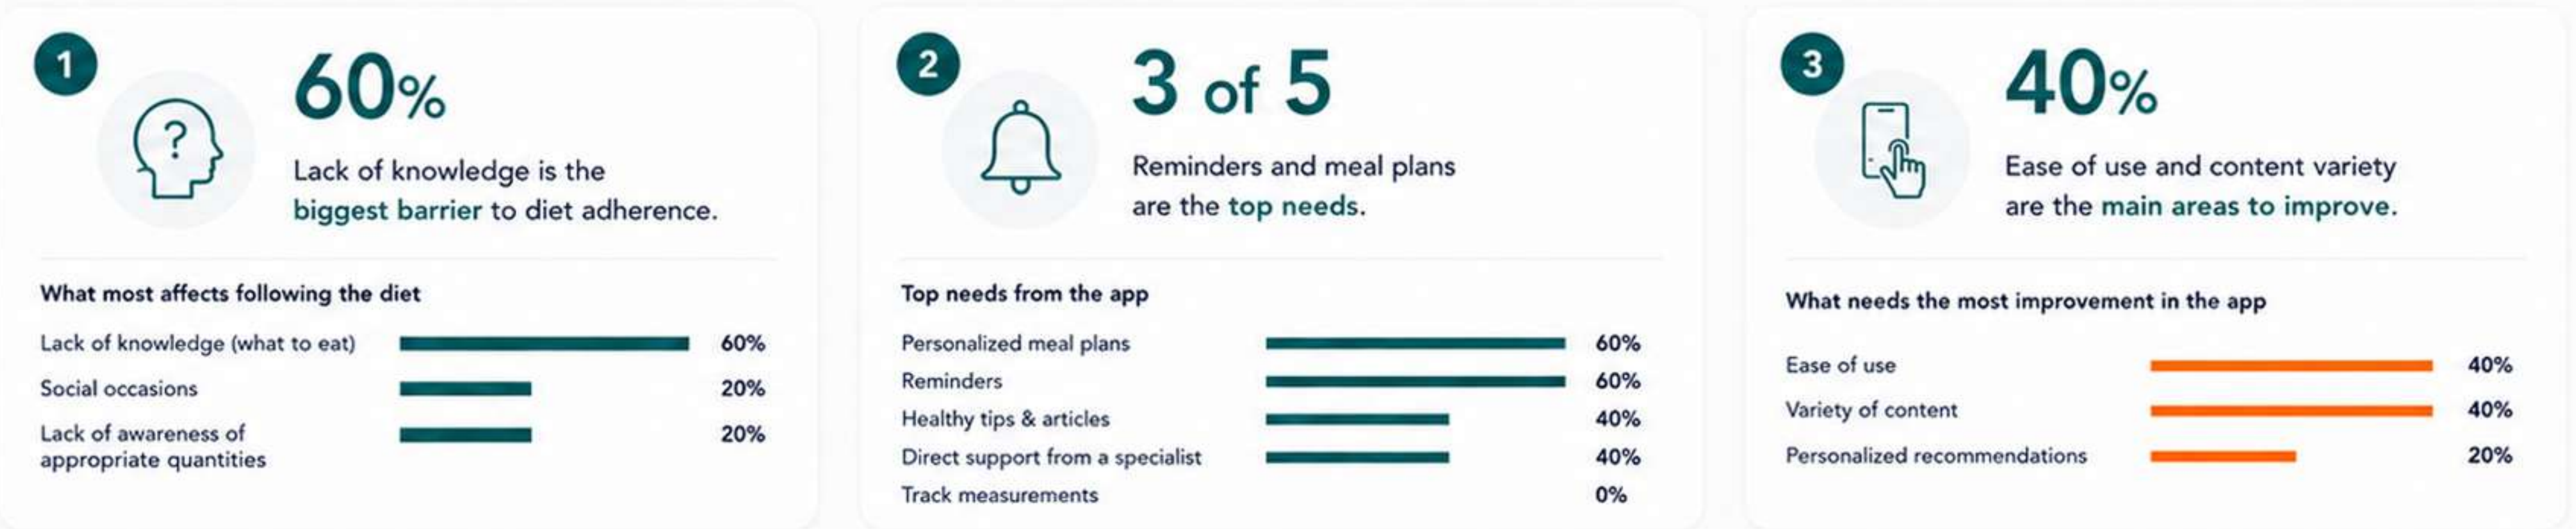 1
60%
?
Lack of knowledge is the
biggest barrier to diet adherence.
What most affects following the diet
Lack of knowledge (what to eat) 60%
Social occasions 20%
Lack of awareness of 20%
appropriate quantities
2
3 of 5
Reminders and meal plans
are the top needs.
Top needs from the app
Personalized meal plans 60%
Reminders 60%
Healthy tips & articles 40%
Direct support from a specialist 40%
Track measurements 0%
3
40%
Ease of use and content variety
are the main areas to improve.
What needs the most improvement in the app
Ease of use 40%
Variety of content 40%
Personalized recommendations 20%